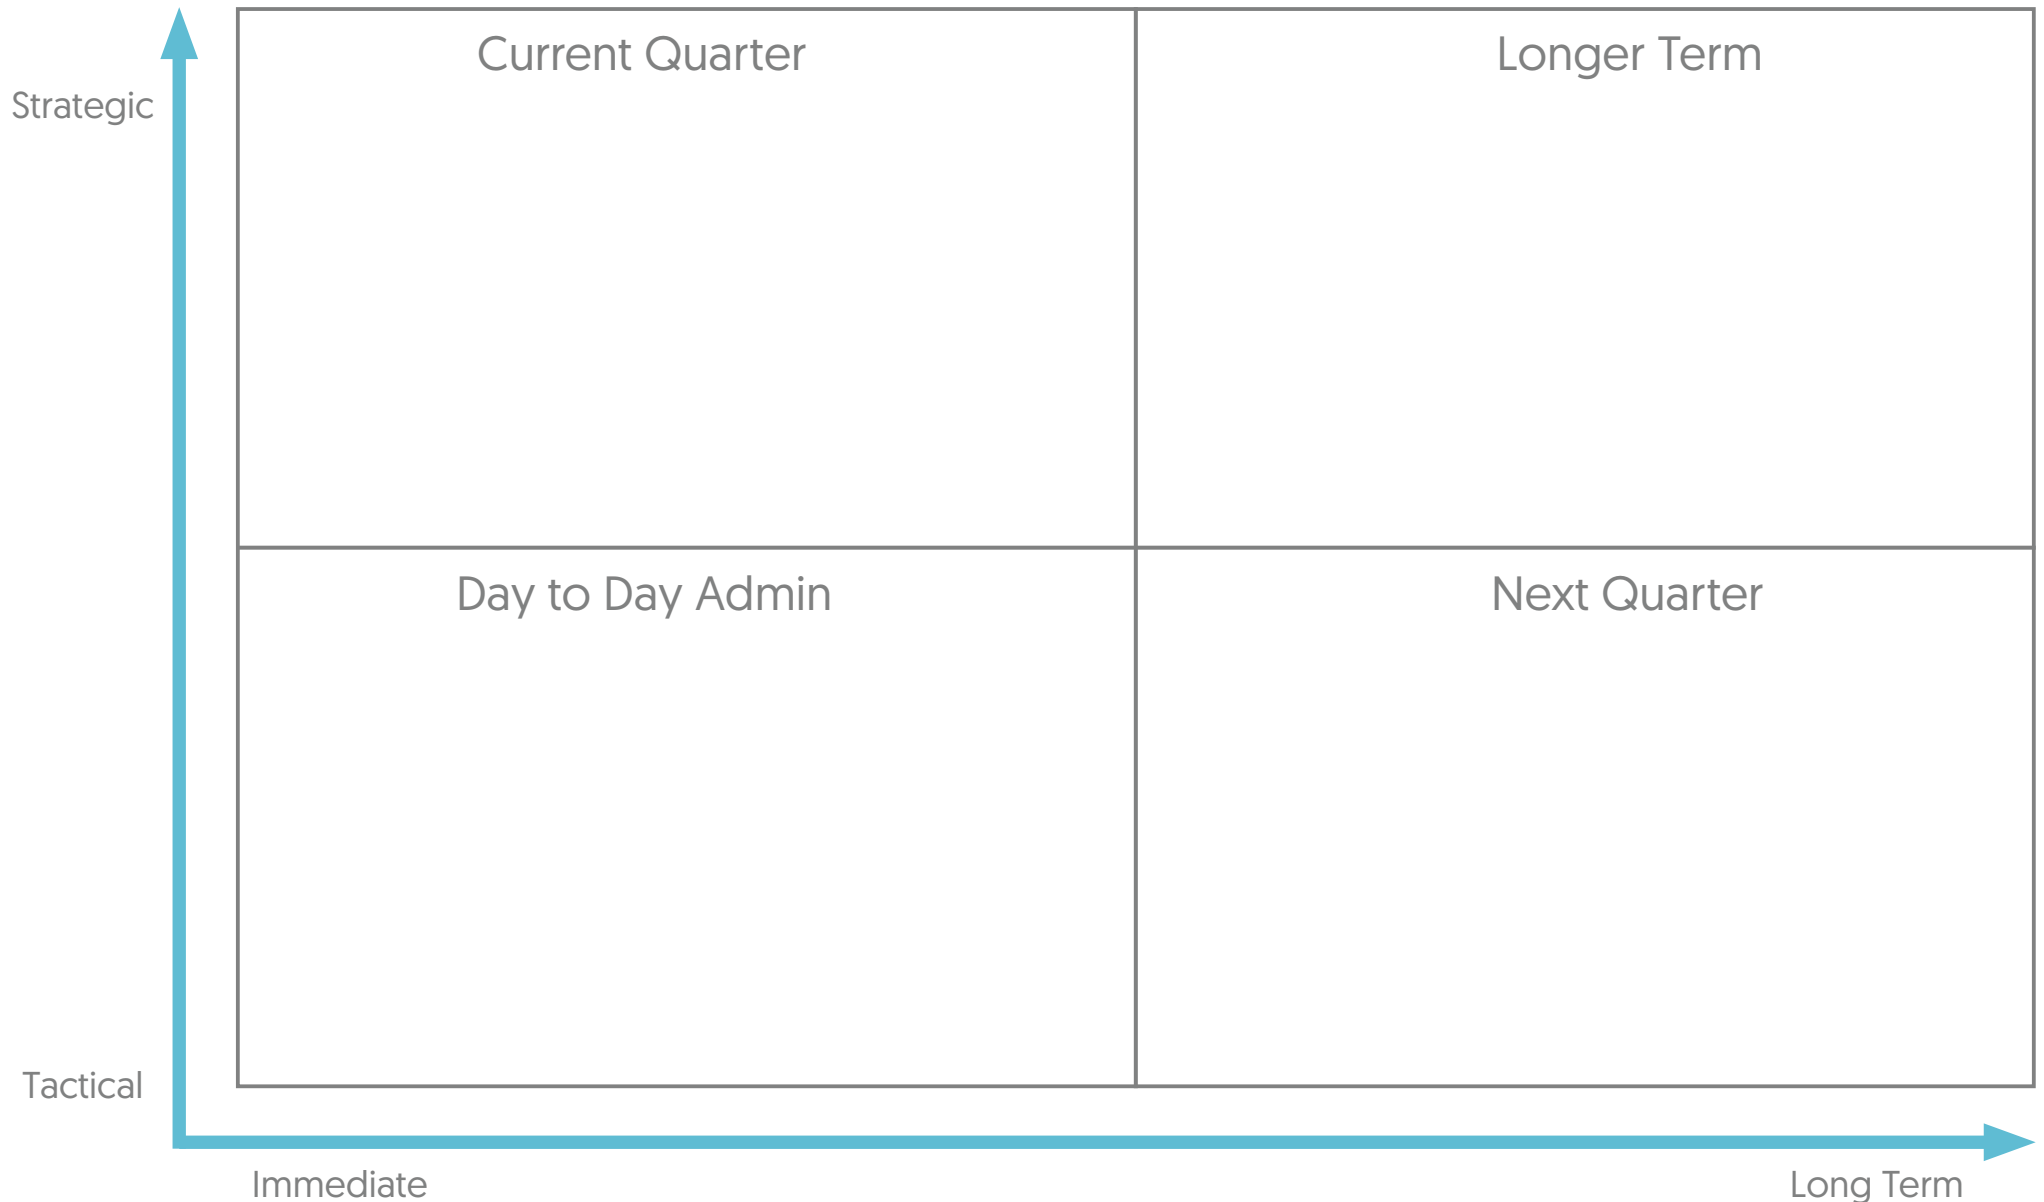 Current Quarter
Longer Term
Strategic
Day to Day Admin
Next Quarter
Tactical
Immediate
Long Term